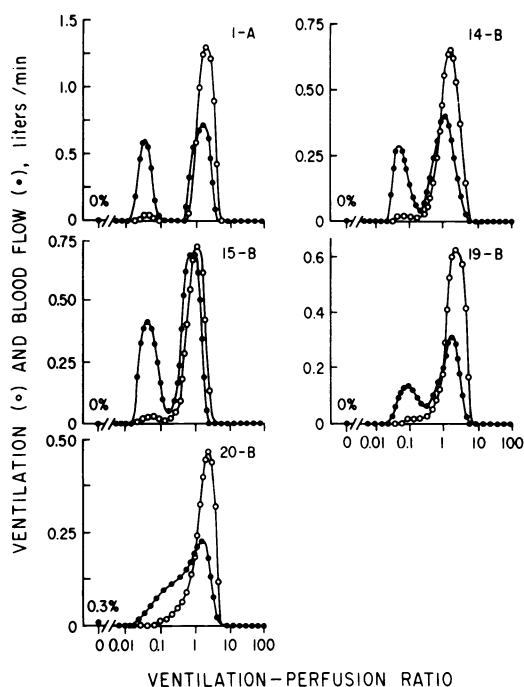 VENTILATION (○) AND BLOOD FLOW (•), liters /min
1-A
1.5
1.0
0.5
0
0%
14-B
0.75
0.50
0.25
0
0%
15-B
0.75
0.50
0.25
0
0%
19-B
0.6
0.4
0.2
0
0%
0 0.01 0.1 1 10 100
20-B
0.50
0.25
0
0.3%
0 0.01 0.1 1 10 100
VENTILATION–PERFUSION RATIO